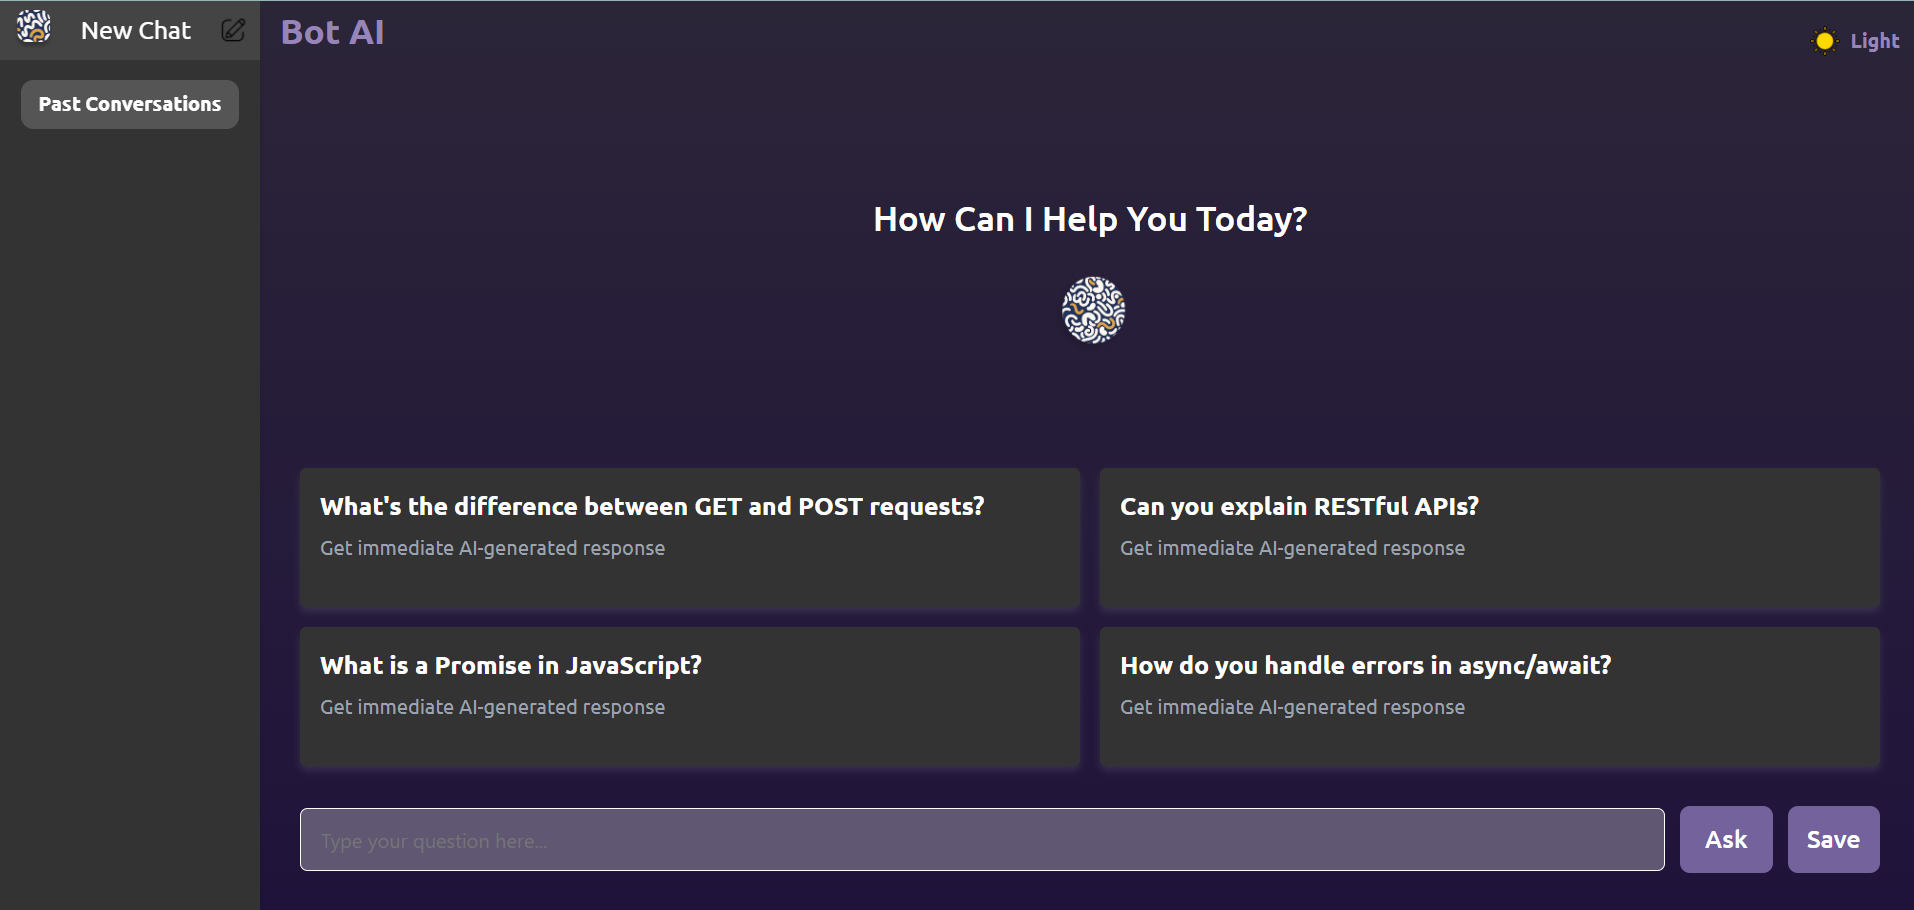 New Chat
Past Conversations
Bot AI
Light
How Can I Help You Today?
What's the difference between GET and POST requests?
Get immediate AI-generated response
Can you explain RESTful APIs?
Get immediate AI-generated response
What is a Promise in JavaScript?
Get immediate AI-generated response
How do you handle errors in async/await?
Get immediate AI-generated response
Type your question here...
Ask
Save